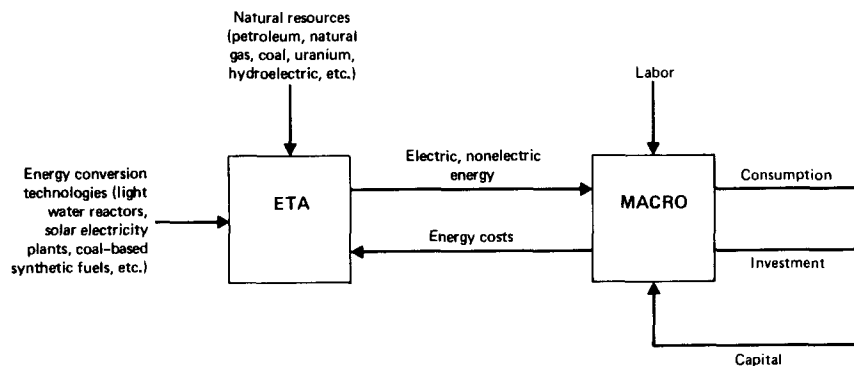 Natural resources
(petroleum, natural
gas, coal, uranium,
hydroelectric, etc.)
Labor
Energy conversion
technologies (light
water reactors,
solar electricity
plants, coal-based
synthetic fuels, etc.)
ETA
Electric, nonelectric
energy
Energy costs
MACRO
Consumption
Investment
Capital